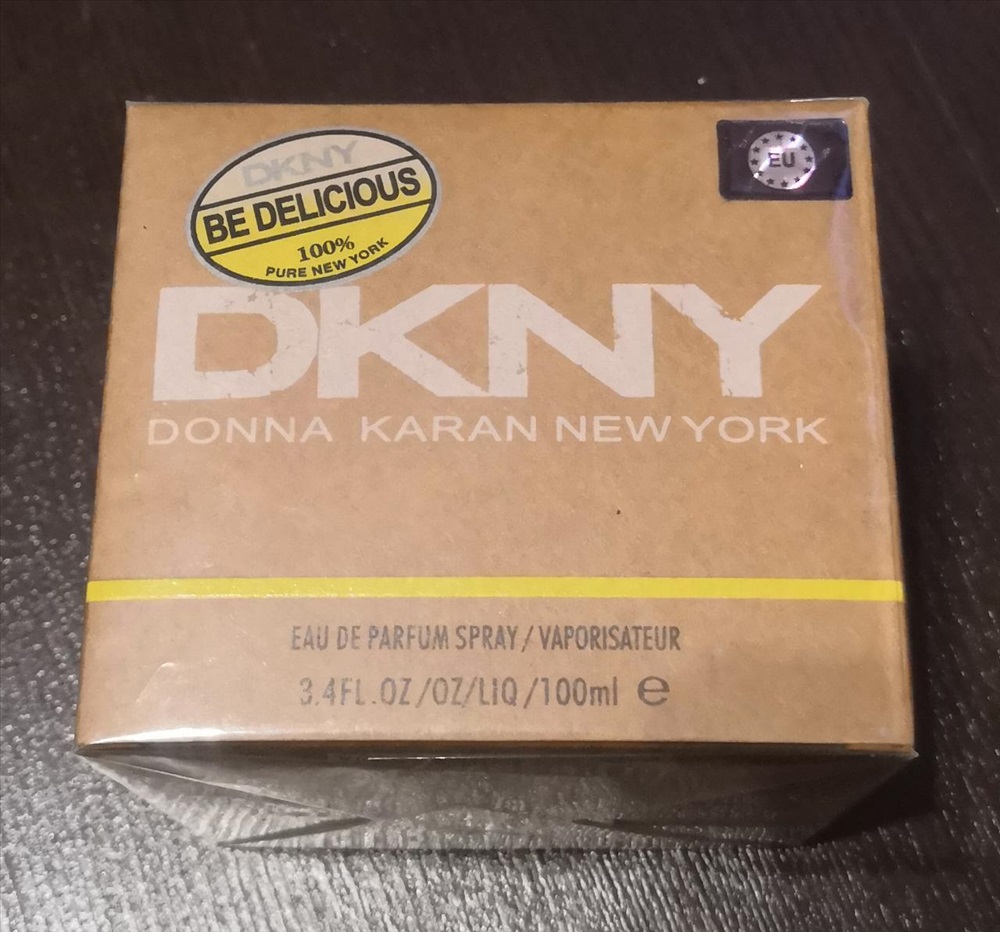 DKNY
BE DELICIOUS
100%
PURE NEW YORK
EU
DKNY
DONNA KARAN NEW YORK
EAU DE PARFUM SPRAY / VAPORISATEUR
3.4FL.OZ/OZ/LIQ/100ml ℮